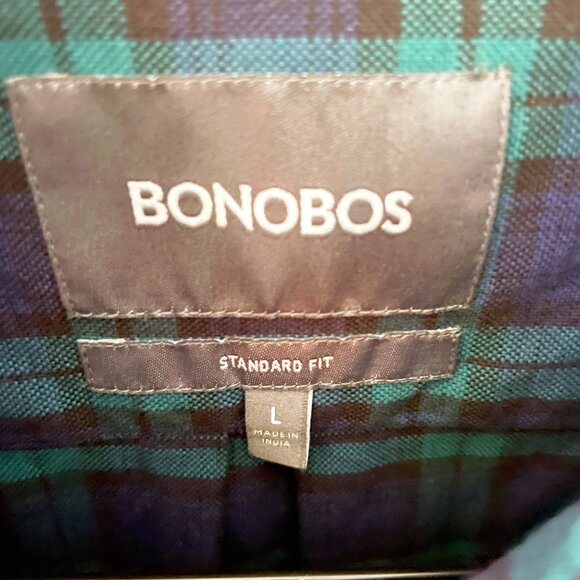 BONOBOS
STANDARD FIT
L
MADE IN
INDIA